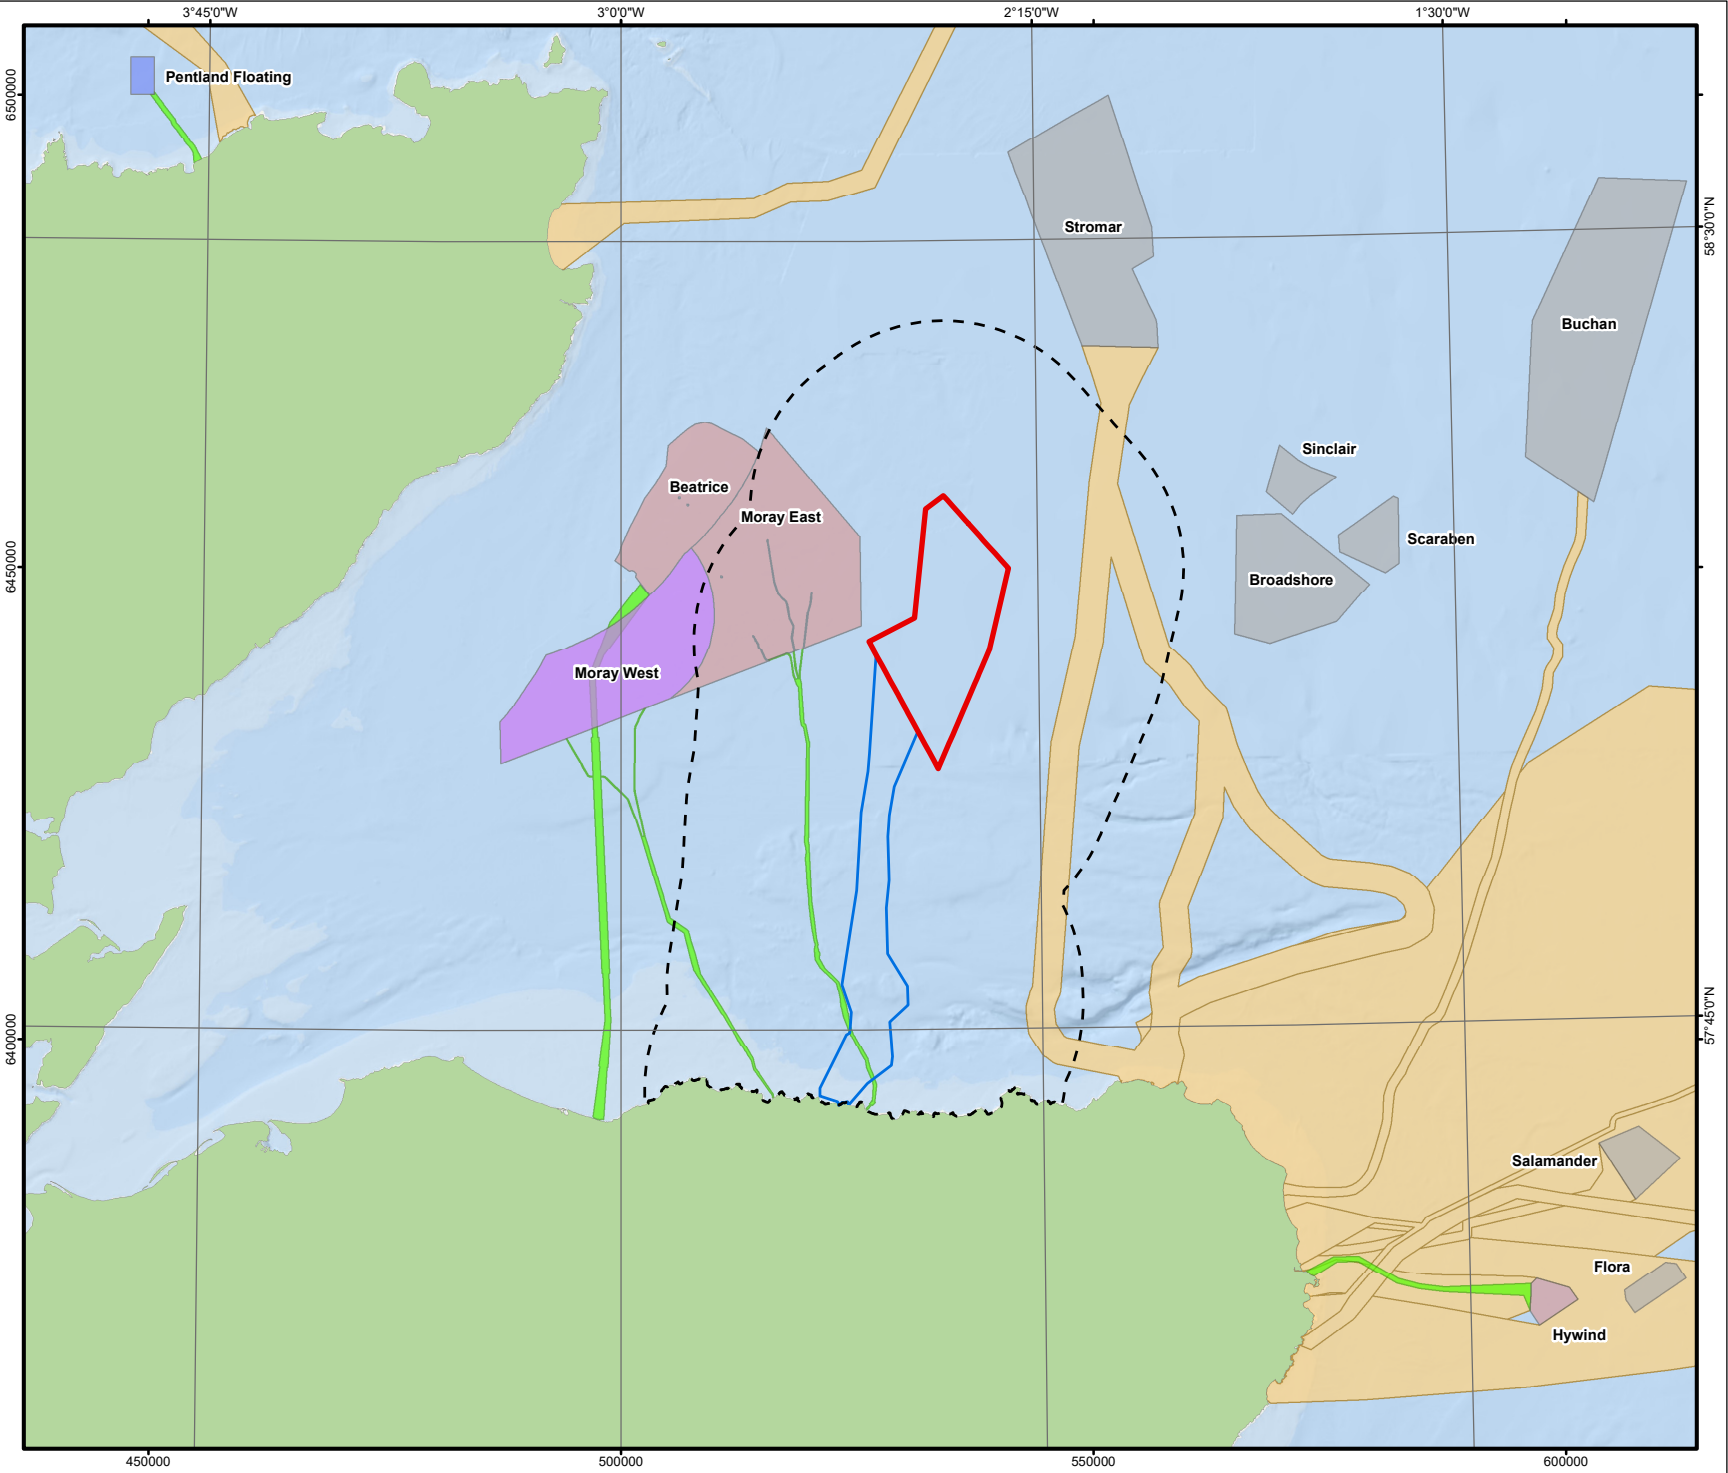 3°45'0"W 3°0'0"W 2°15'0"W 1°30'0"W
6500000
Pentland Floating
58°30'0"N
Stromar
Buchan
Sinclair
Beatrice
Moray East
Scaraben
6450000
Broadshore
Moray West
57°45'0"N
6400000
Salamander
Flora
Hywind
450000 500000 550000 600000